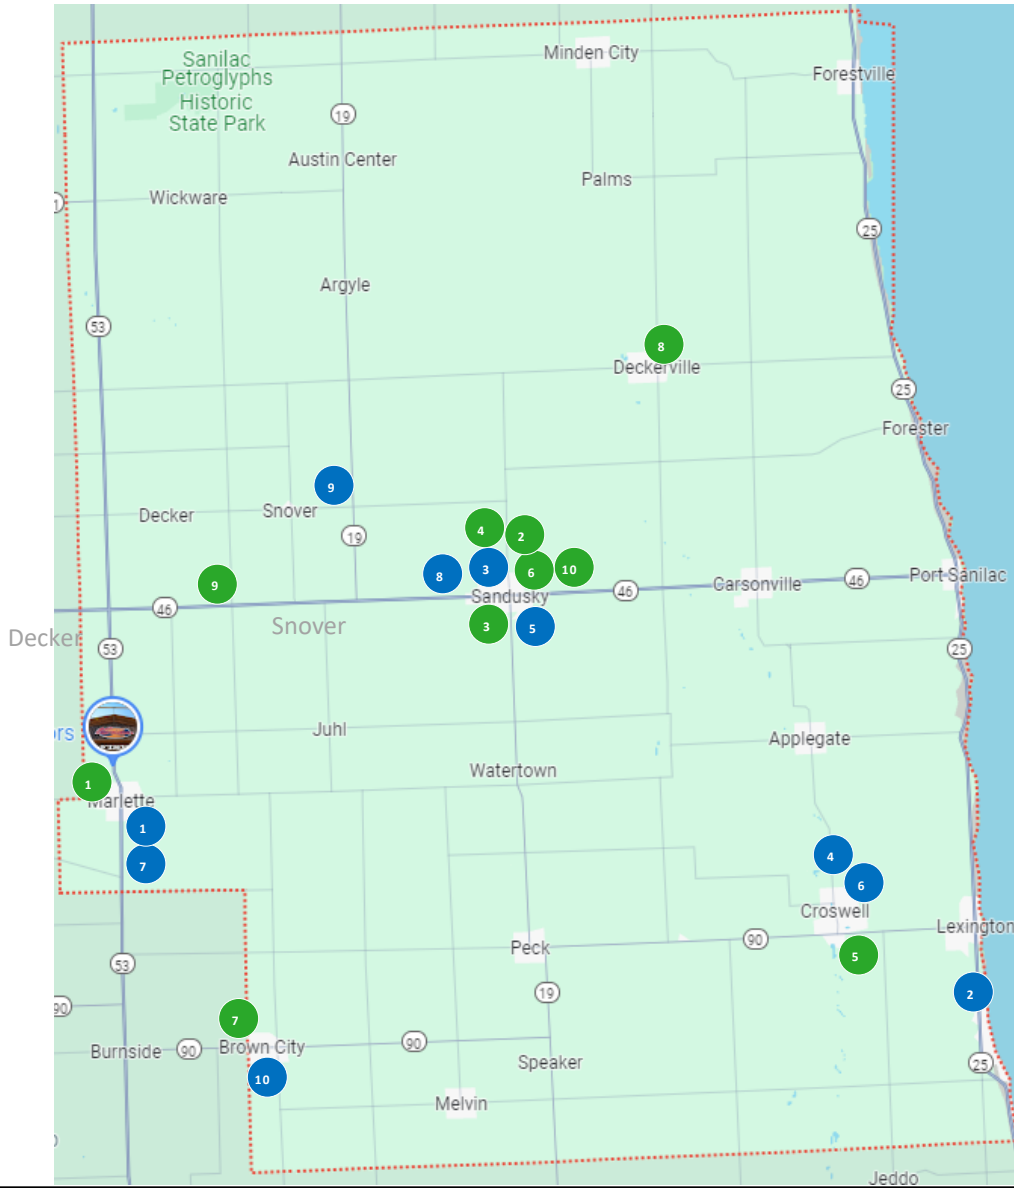 Minden City
Sanilac
Petroglyphs
Historic
State Park
Forestville
19
Austin Center
Palms
Wickware
25
Argyle
53
8
Deckerville
25
Forester
9
Snover
Decker
4
2
19
3
6
10
8
9
Port Sanilac
46
Carsonville
46
Sandusky
46
3
5
Snover
Decker
53
25
Juhl
ors
Applegate
Watertown
1
Marlette
1
4
7
6
Croswell
Lexington
90
Peck
5
53
19
2
90
7
90
Brown City
90
Burnside
Speaker
25
10
Melvin
Jeddo